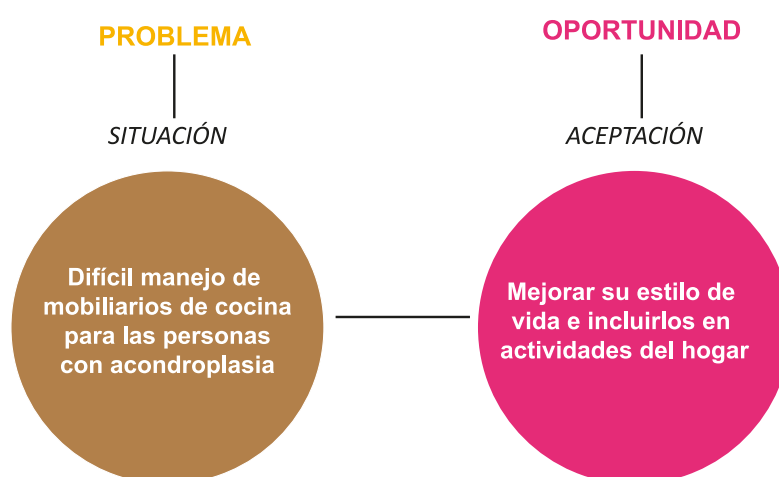 PROBLEMA
SITUACIÓN
Difícil manejo de
mobiliarios de cocina
para las personas
con acondroplasia
OPORTUNIDAD
ACEPTACIÓN
Mejorar su estilo de
vida e incluirlos en
actividades del hogar